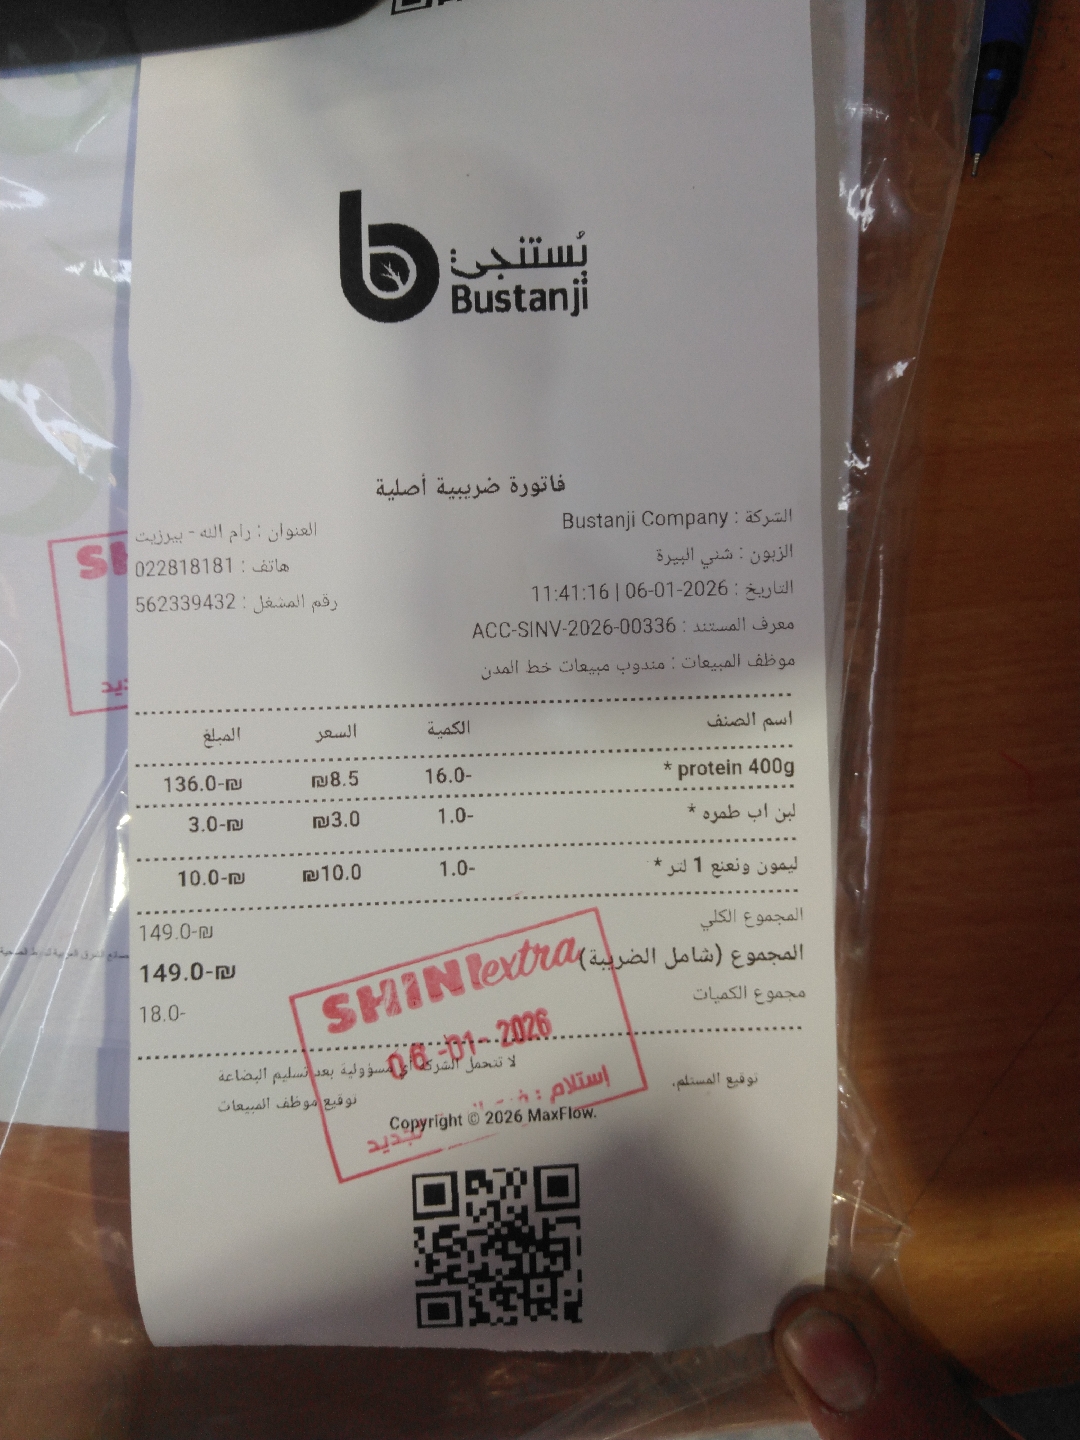 بُستنجي
Bustanji
فاتورة ضريبية أصلية
الشركة : Bustanji Company
العنوان : رام الله - بيرزيت
الزبون : شني البيرة
هاتف : 022818181
التاريخ : 06-01-2026 | 11:41:16
رقم المشغل : 562339432
معرف المستند : ACC-SINV-2026-00336
موظف المبيعات : مندوب مبيعات خط المدن
اسم الصنف الكمية السعر المبلغ
protein 400g * 16.0- ₪8.5 136.0-₪
لبن اب طمره * 1.0- ₪3.0 3.0-₪
ليمون ونعنع 1 لتر * 1.0- ₪10.0 10.0-₪
المجموع الكلي 149.0-₪
المجموع (شامل الضريبة) 149.0-₪
مجموع الكميات 18.0-
SHINI extra
06-01-2026
إستلام :
لا تتحمل الشركة أي مسؤولية بعد تسليم البضاعة
توقيع المستلم.
توقيع موظف المبيعات
Copyright © 2026 MaxFlow.